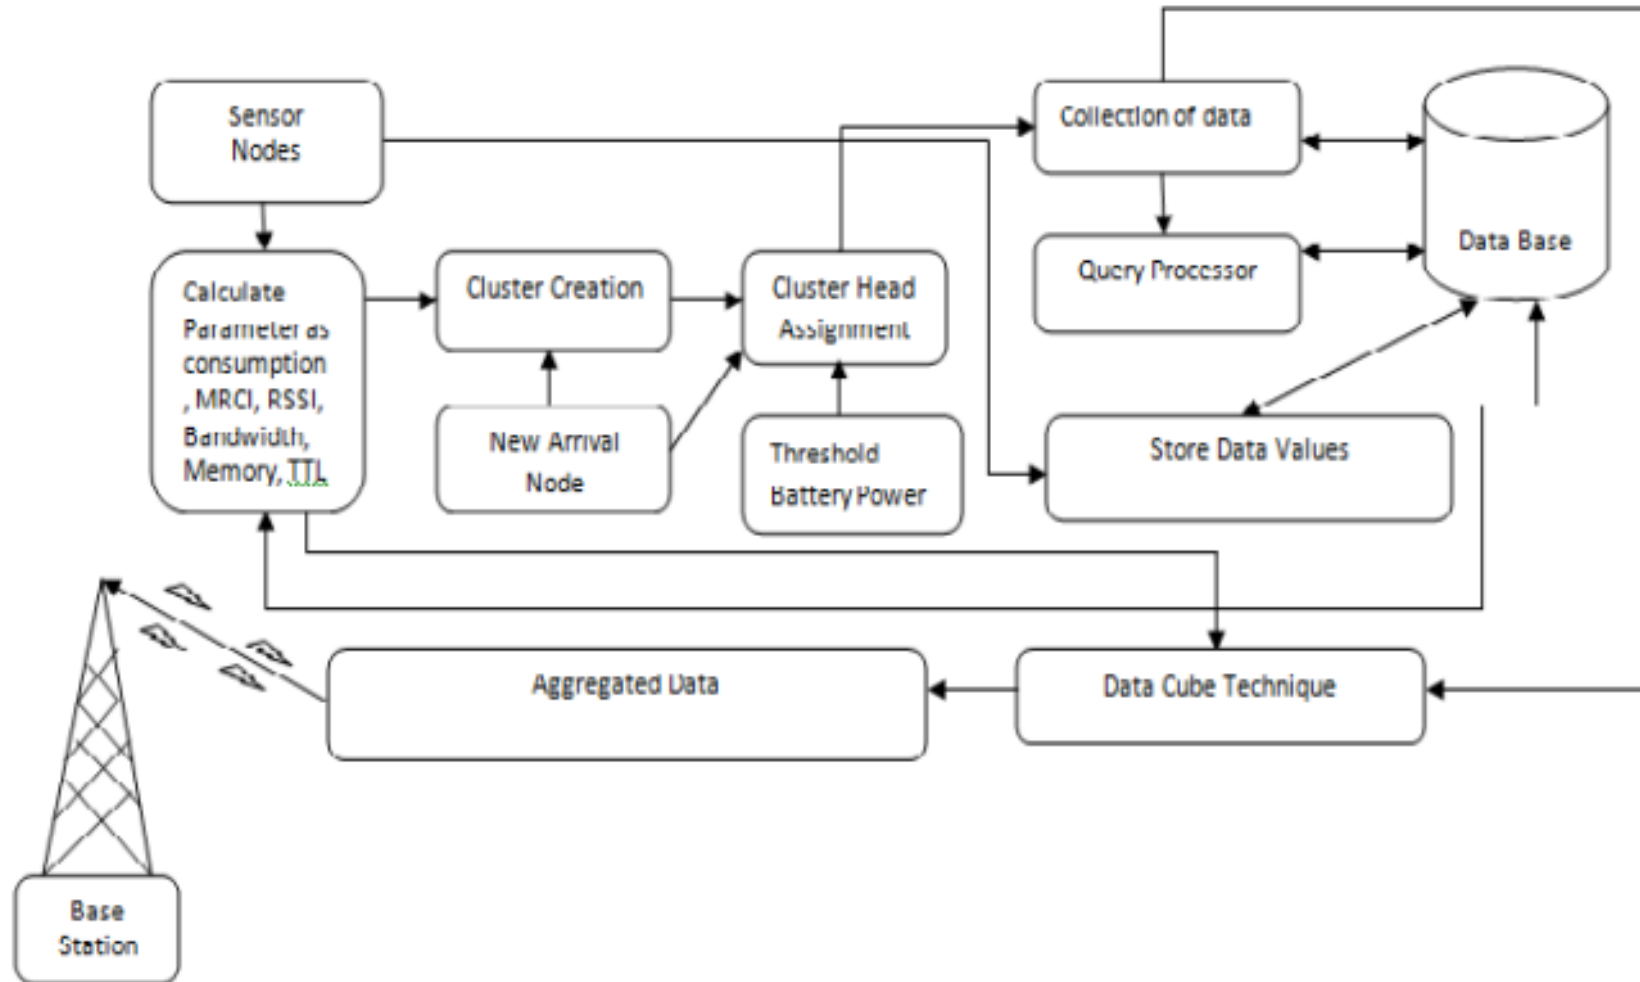 Sensor
Nodes
Collection of data
Data Base
Query Processor
Calculate
Parameter as
consumption
, MRCI, RSSI,
Bandwidth,
Memory, TTL
Cluster Creation
Cluster Head
Assignment
New Arrival
Node
Threshold
Battery Power
Store Data Values
Aggregated Data
Data Cube Technique
Base
Station